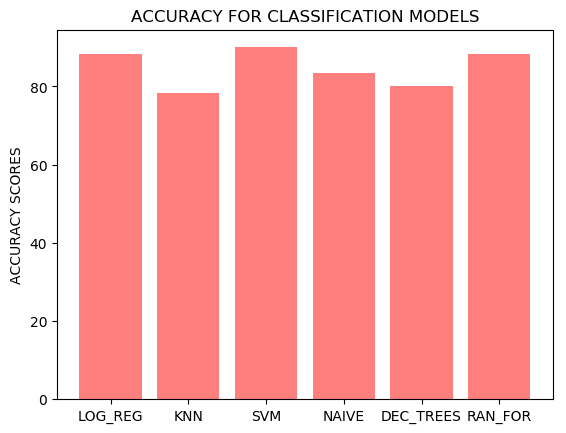 ACCURACY FOR CLASSIFICATION MODELS
ACCURACY SCORES
80
60
40
20
0
LOG_REG KNN SVM NAIVE DEC_TREES RAN_FOR